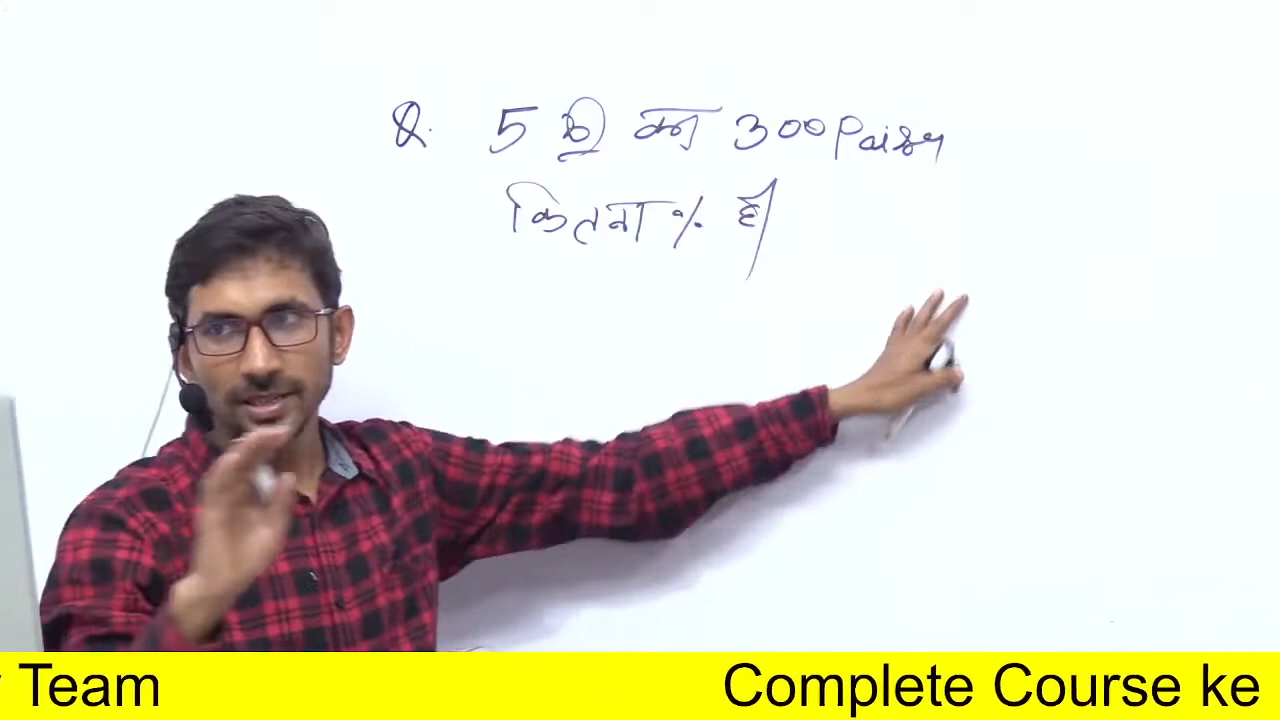 Q. 5 रु का 300 Paisa
कितना % है।
Team
Complete Course ke